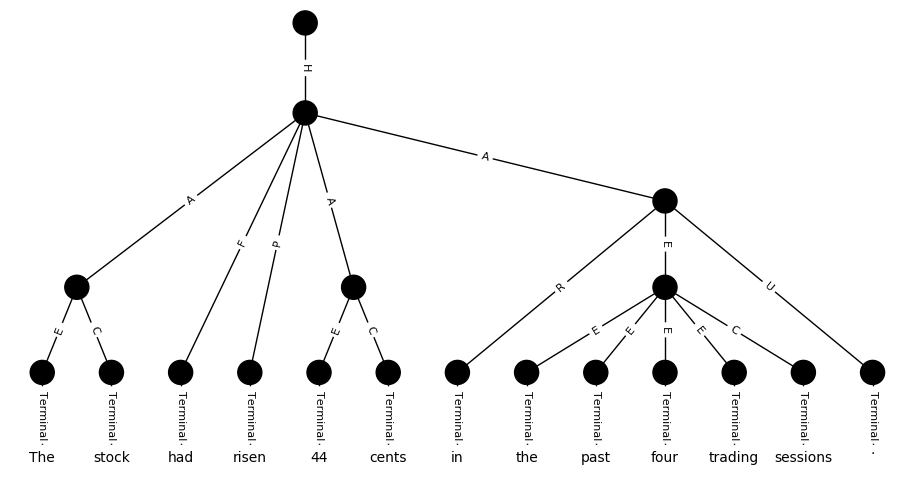 H
A
A
F
P
A
E
R
E
U
E
C
E
C
E
E
E
E
C
Terminal Terminal Terminal Terminal Terminal Terminal Terminal Terminal Terminal Terminal Terminal Terminal Terminal
The stock had risen 44 cents in the past four trading sessions .